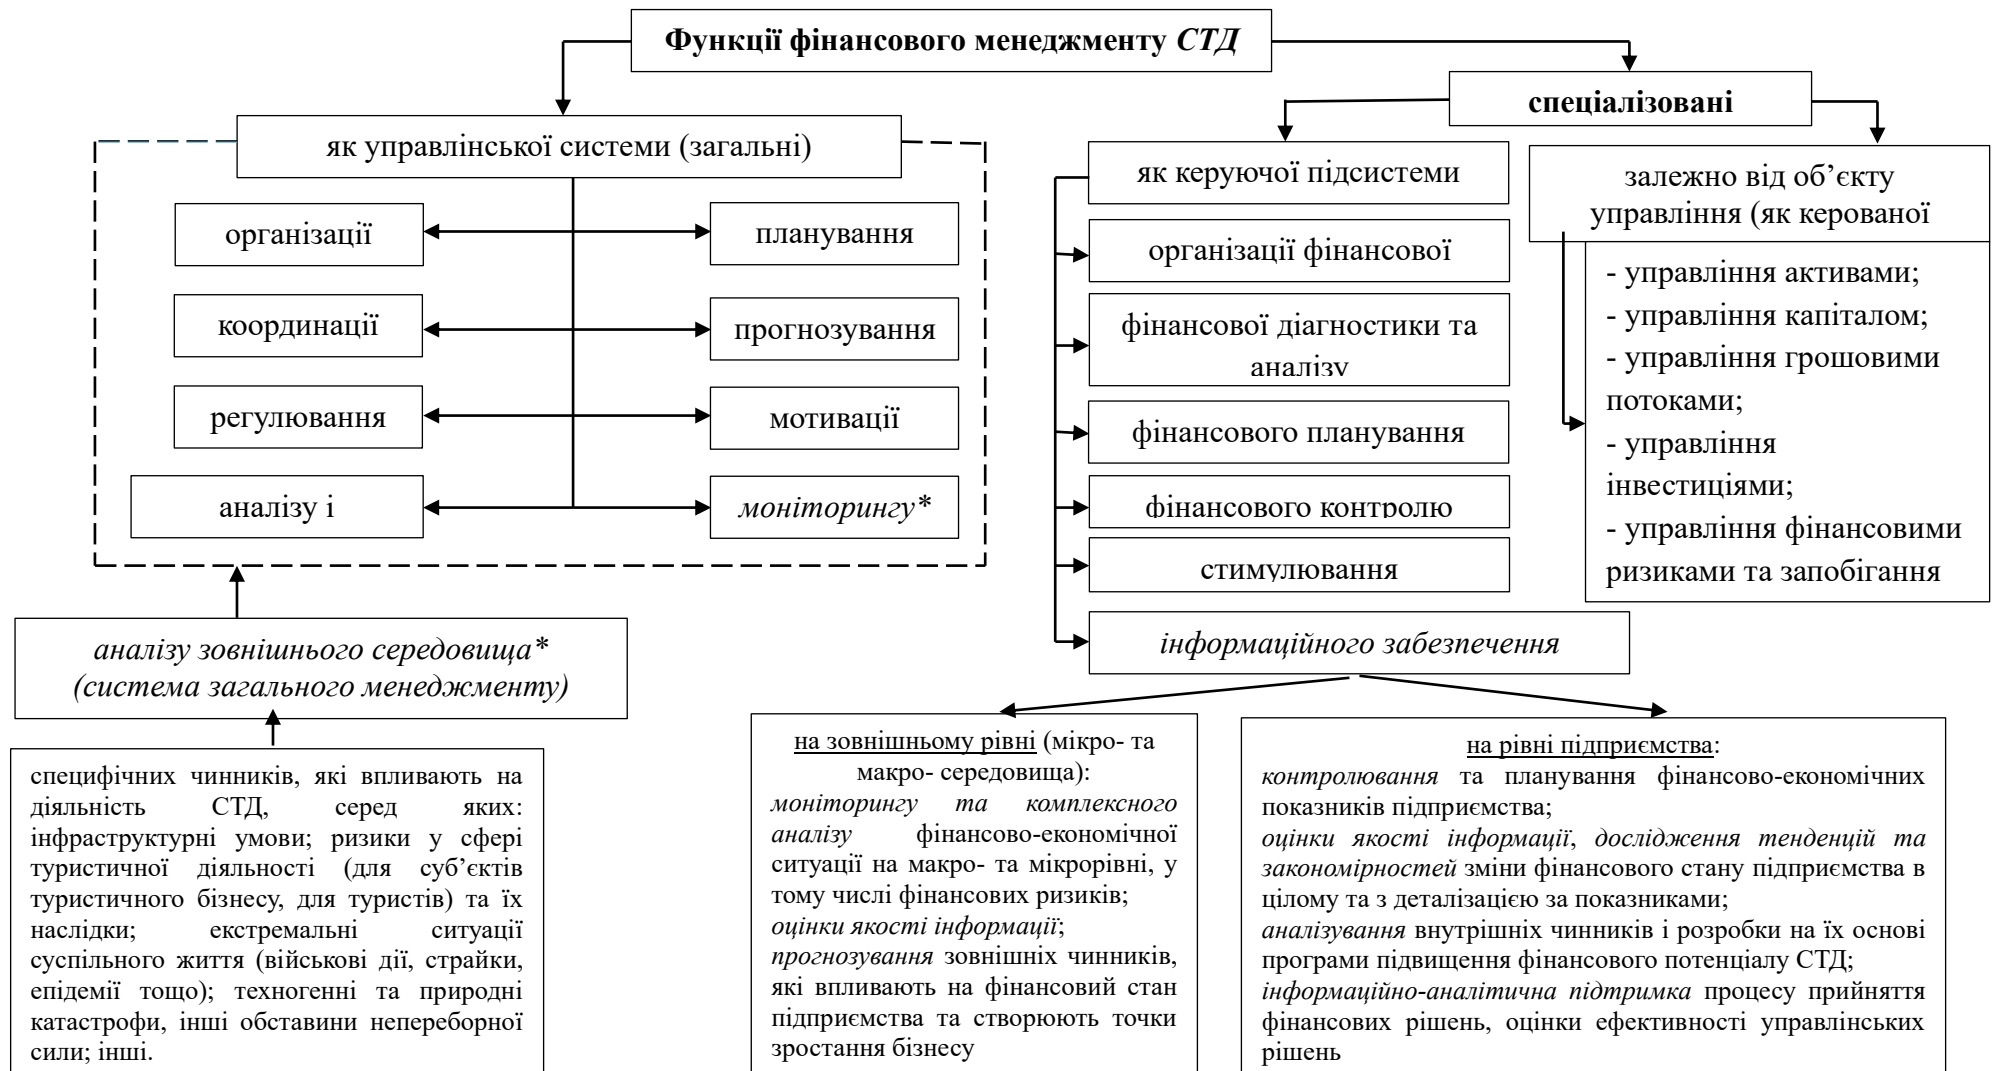 Функції фінансового менеджменту СТД
як управлінської системи (загальні)
організації
планування
координації
прогнозування
регулювання
мотивації
аналізу і
моніторингу*
аналізу зовнішнього середовища*
(система загального менеджменту)
специфічних чинників, які впливають на
діяльність СТД, серед яких:
інфраструктурні умови; ризики у сфері
туристичної діяльності (для суб’єктів
туристичного бізнесу, для туристів) та їх
наслідки; екстремальні ситуації
суспільного життя (військові дії, страйки,
епідемії тощо); техногенні та природні
катастрофи, інші обставини непереборної
сили; інші.
спеціалізовані
як керуючої підсистеми
організації фінансової
фінансової діагностики та
аналізу
фінансового планування
фінансового контролю
стимулювання
інформаційного забезпечення
залежно від об’єкту
управління (як керованої
- управління активами;
- управління капіталом;
- управління грошовими
потоками;
- управління
інвестиціями;
- управління фінансовими
ризиками та запобігання
на зовнішньому рівні (мікро- та
макро- середовища):
моніторингу та комплексного
аналізу фінансово-економічної
ситуації на макро- та мікрорівні, у
тому числі фінансових ризиків;
оцінки якості інформації;
прогнозування зовнішніх чинників,
які впливають на фінансовий стан
підприємства та створюють точки
зростання бізнесу
на рівні підприємства:
контролювання та планування фінансово-економічних
показників підприємства;
оцінки якості інформації, дослідження тенденцій та
закономірностей зміни фінансового стану підприємства в
цілому та з деталізацією за показниками;
аналізування внутрішніх чинників і розробки на їх основі
програми підвищення фінансового потенціалу СТД;
інформаційно-аналітична підтримка процесу прийняття
фінансових рішень, оцінки ефективності управлінських
рішень